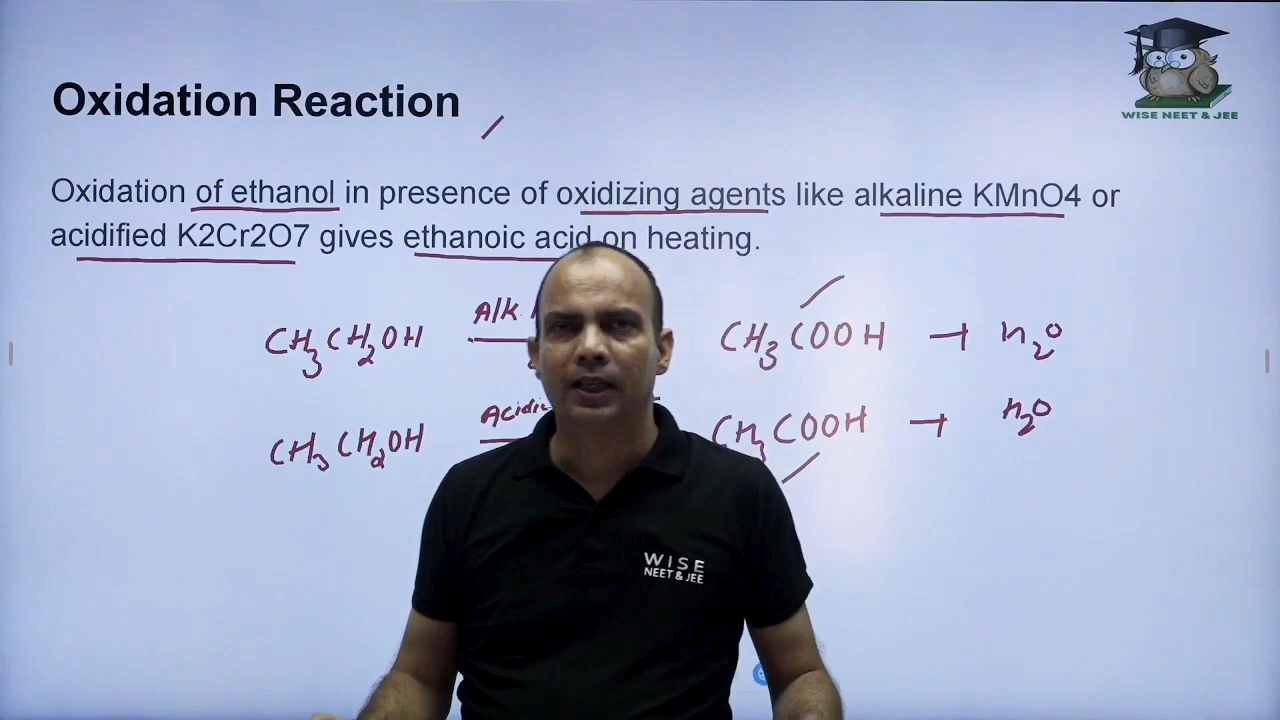 WISE NEET & JEE
Oxidation Reaction
Oxidation of ethanol in presence of oxidizing agents like alkaline KMnO4 or
acidified K2Cr2O7 gives ethanoic acid on heating.
Alk.
CH3CH2OH CH3COOH + H2O
CH3CH2OH CH3COOH + H2O
WISE
NEET & JEE